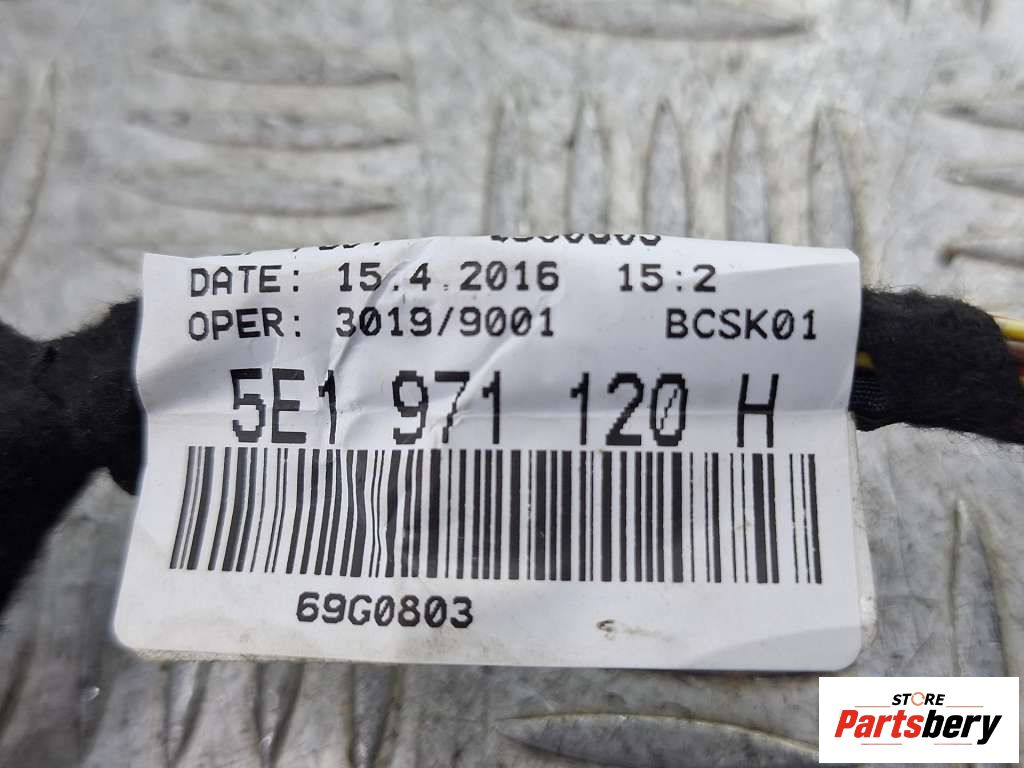 DATE: 15.4.2016 15:2
OPER: 3019/9001 BCSK01
5E1 971 120 H
69G0803
STORE
Partsbery